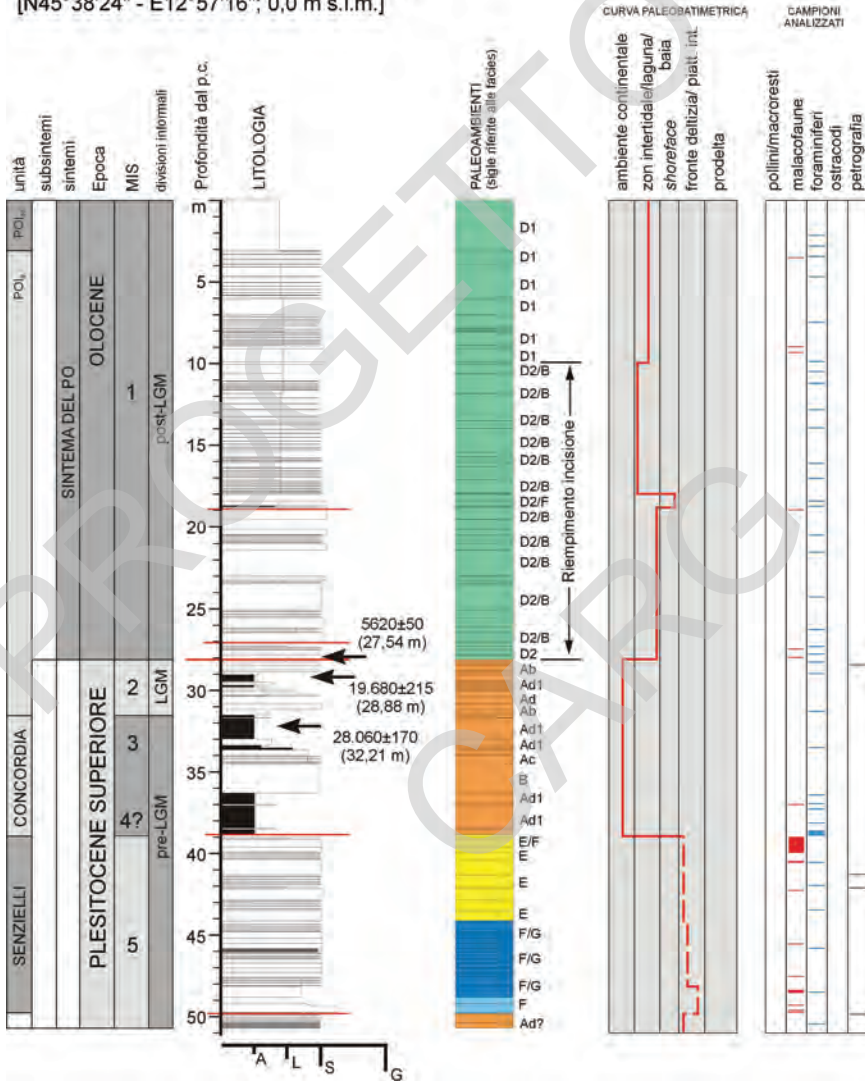 [N45°38'24" - E12°57'16"; 0,0 m s.l.m.]
CURVA PALEOBATIMETRICA
CAMPIONI
ANALIZZATI
unità
subsintemi
sintemi
Epoca
MIS
divisioni informali
Profondità dal p.c.
LITOLOGIA
PALEOAMBIENTI
(sigle riferite alle facies)
ambiente continentale
zon intertidale/laguna/
baia
shoreface
fronte deltizia/ piatt. int.
prodelta
pollini/macroresti
malacofaune
foraminiferi
ostracodi
petrografia
m
5
10
15
20
25
30
35
40
45
50
POI
POI
CONCORDIA
SENZIELLI
SINTEMA DEL PO
OLOCENE
PLESITOCENE SUPERIORE
1
2
3
4?
5
post-LGM
LGM
pre-LGM
5620±50
(27,54 m)
19.680±215
(28,88 m)
28.060±170
(32,21 m)
D1
D1
D1
D1
D1
D1
D2/B
D2/B
D2/B
D2/B
D2/B
D2/B
D2/F
D2/B
D2/B
D2/B
D2/B
D2/B
D2
Ab
Ad1
Ad
Ab
Ad1
Ad1
Ac
B
Ad1
Ad1
E/F
E
E
E
F/G
F/G
F/G
F
Ad?
Riempimento incisione
A
L
S
G
PROGETTO
CARG